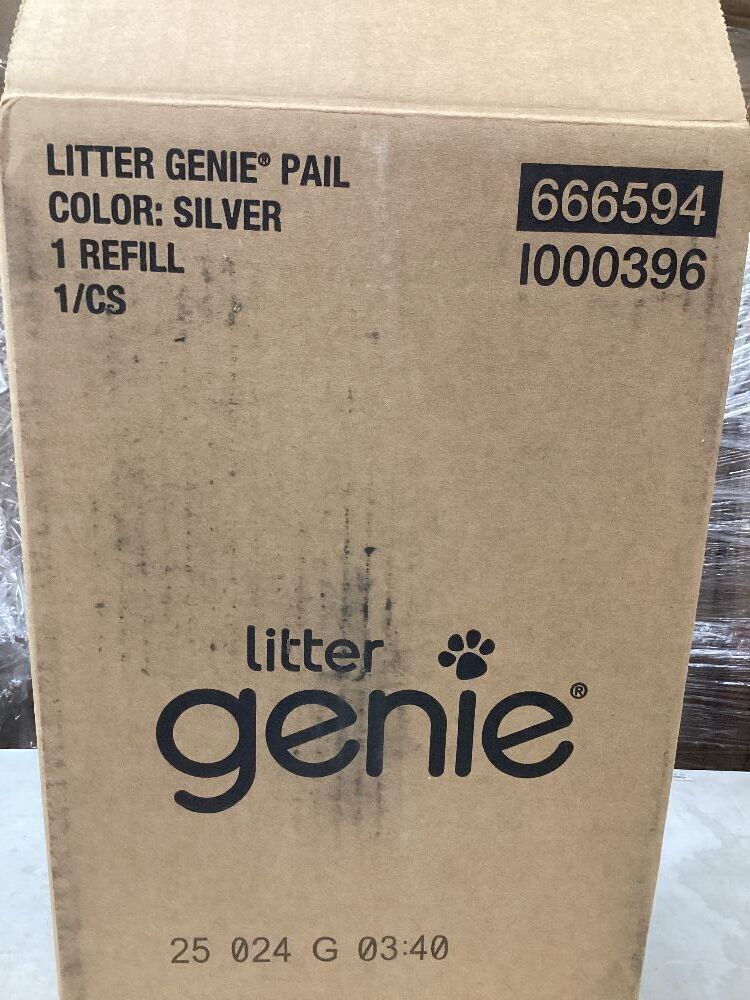 LITTER GENIE® PAIL
COLOR: SILVER
1 REFILL
1/CS
666594
I000396
litter
genie®
25 024 G 03:40